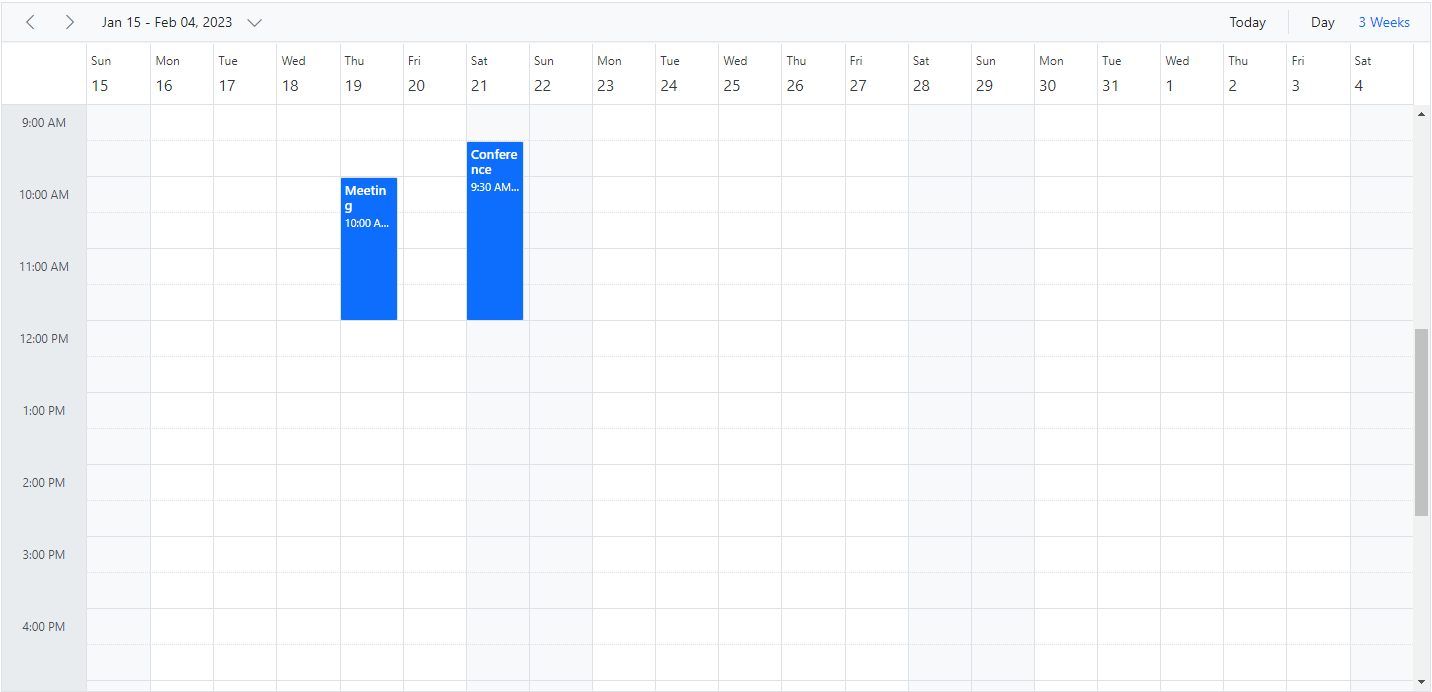 Jan 15 - Feb 04, 2023 Today Day 3 Weeks
Sun Mon Tue Wed Thu Fri Sat Sun Mon Tue Wed Thu Fri Sat Sun Mon Tue Wed Thu Fri Sat
15 16 17 18 19 20 21 22 23 24 25 26 27 28 29 30 31 1 2 3 4
9:00 AM
Confere
nce
9:30 AM...
10:00 AM
Meetin
g
10:00 A...
11:00 AM
12:00 PM
1:00 PM
2:00 PM
3:00 PM
4:00 PM